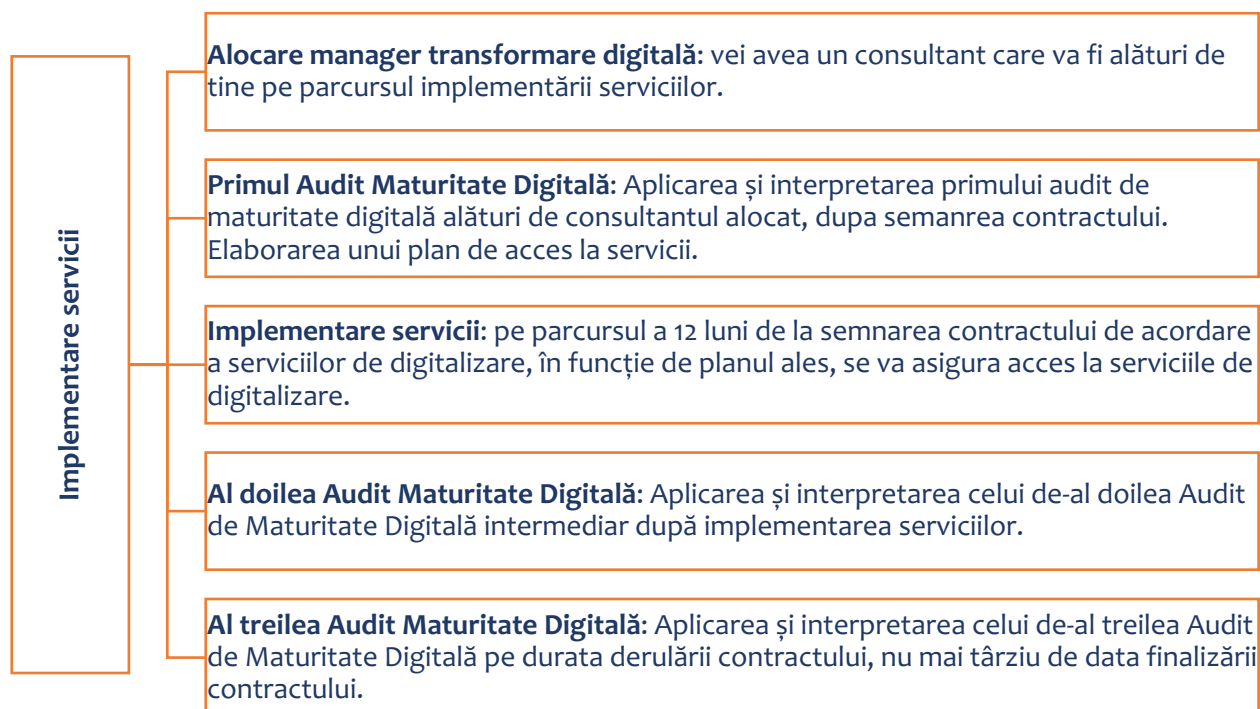 Implementare servicii
Alocare manager transformare digitală: vei avea un consultant care va fi alături de
tine pe parcursul implementării serviciilor.
Primul Audit Maturitate Digitală: Aplicarea și interpretarea primului audit de
maturitate digitală alături de consultantul alocat, dupa semanrea contractului.
Elaborarea unui plan de acces la servicii.
Implementare servicii: pe parcursul a 12 luni de la semnarea contractului de acordare
a serviciilor de digitalizare, în funcție de planul ales, se va asigura acces la serviciile de
digitalizare.
Al doilea Audit Maturitate Digitală: Aplicarea și interpretarea celui de-al doilea Audit
de Maturitate Digitală intermediar după implementarea serviciilor.
Al treilea Audit Maturitate Digitală: Aplicarea și interpretarea celui de-al treilea Audit
de Maturitate Digitală pe durata derulării contractului, nu mai târziu de data finalizării
contractului.